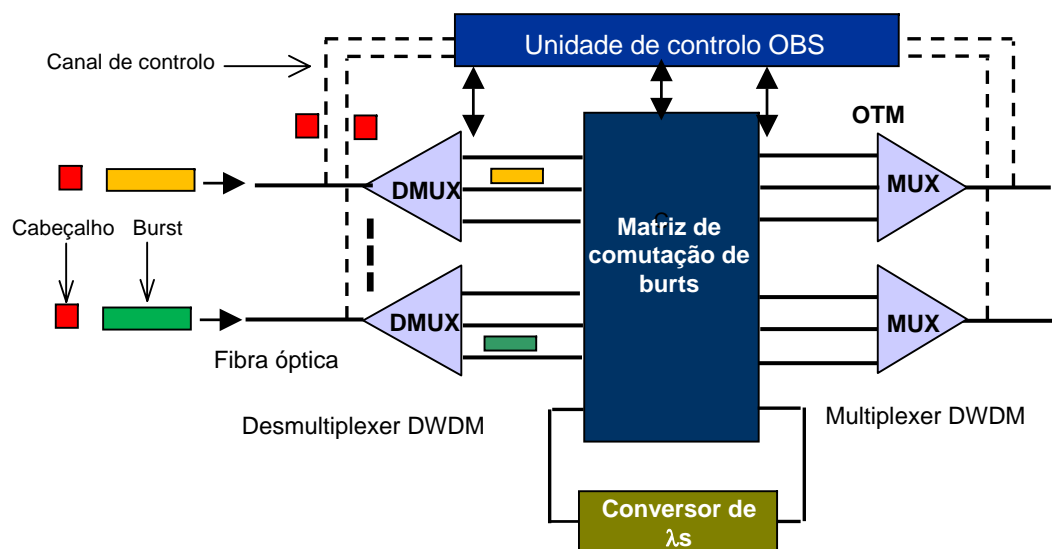 Unidade de controlo OBS
Canal de controlo
OTM
DMUX
MUX
Cabeçalho
Burst
Matriz de
comutação de
burts
DMUX
MUX
Fibra óptica
Desmultiplexer DWDM
Multiplexer DWDM
Conversor de
λs